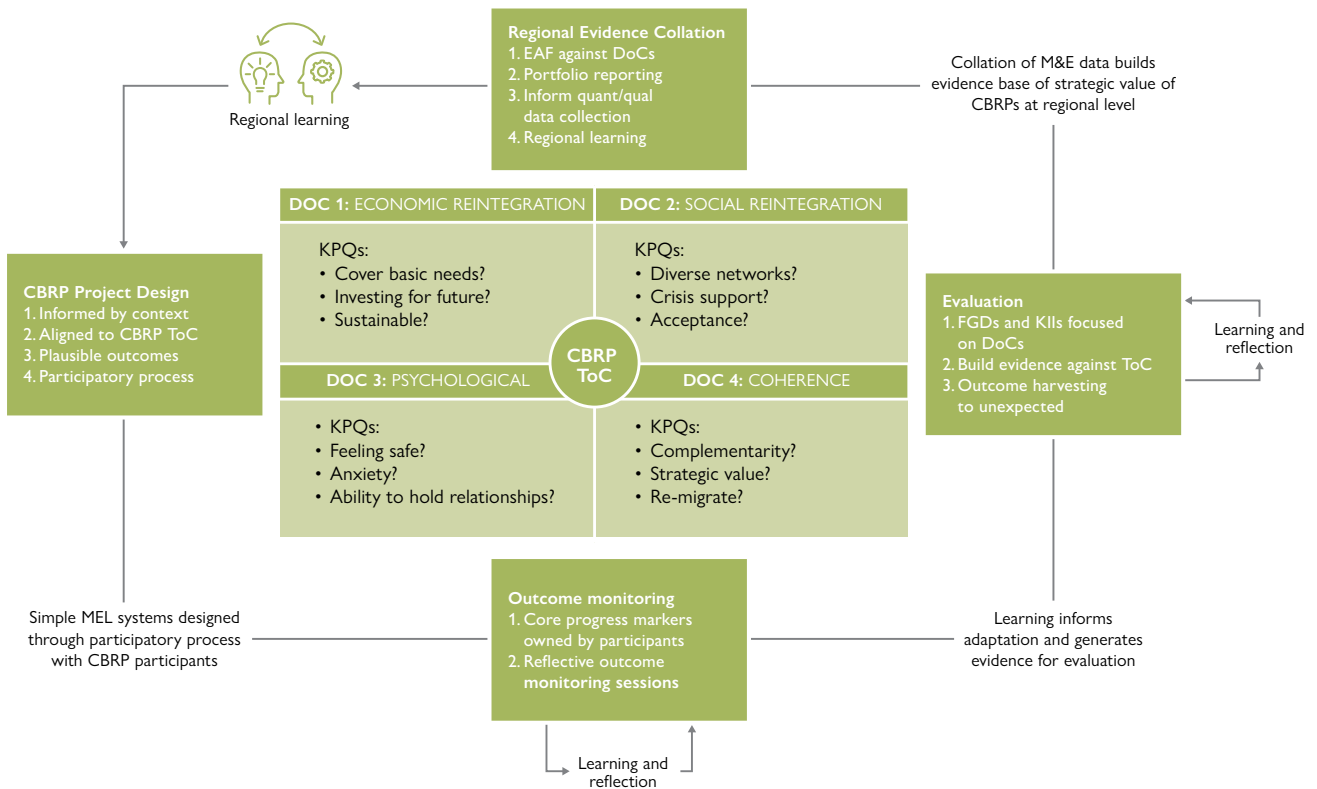 Regional Evidence Collation
1. EAF against DoCs
2. Portfolio reporting
3. Inform quant/qual
data collection
4. Regional learning
Regional learning
Collation of M&E data builds
evidence base of strategic value of
CBRPs at regional level
DOC 1: ECONOMIC REINTEGRATION
KPQs:
• Cover basic needs?
• Investing for future?
• Sustainable?
DOC 2: SOCIAL REINTEGRATION
KPQs:
• Diverse networks?
• Crisis support?
• Acceptance?
CBRP Project Design
1. Informed by context
2. Aligned to CBRP ToC
3. Plausible outcomes
4. Participatory process
CBRP
ToC
Evaluation
1. FGDs and KIIs focused
on DoCs
2. Build evidence against ToC
3. Outcome harvesting
to unexpected
Learning and
reflection
DOC 3: PSYCHOLOGICAL
• KPQs:
• Feeling safe?
• Anxiety?
• Ability to hold relationships?
DOC 4: COHERENCE
• KPQs:
• Complementarity?
• Strategic value?
• Re-migrate?
Simple MEL systems designed
through participatory process
with CBRP participants
Outcome monitoring
1. Core progress markers
owned by participants
2. Reflective outcome
monitoring sessions
Learning informs
adaptation and generates
evidence for evaluation
Learning and
reflection